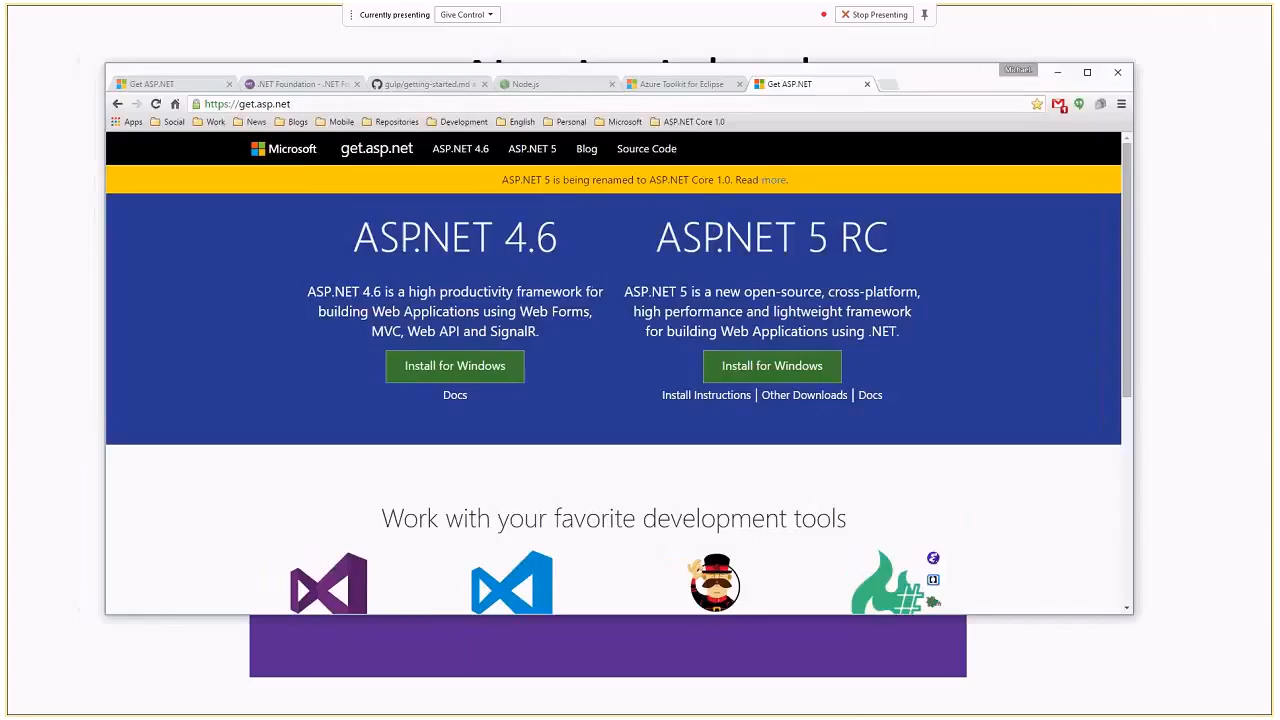 Currently presenting Give Control Stop Presenting
Michael
Get ASP.NET .NET Foundation - .NET Fo gulp/getting-started.md a Node.js Azure Toolkit for Eclipse Get ASP.NET
https://get.asp.net
Apps Social Work News Blogs Mobile Repositories Development English Personal Microsoft ASP.NET Core 1.0
Microsoft get.asp.net ASP.NET 4.6 ASP.NET 5 Blog Source Code
ASP.NET 5 is being renamed to ASP.NET Core 1.0. Read more.
ASP.NET 4.6
ASP.NET 4.6 is a high productivity framework for
building Web Applications using Web Forms,
MVC, Web API and SignalR.
Install for Windows
Docs
ASP.NET 5 RC
ASP.NET 5 is a new open-source, cross-platform,
high performance and lightweight framework
for building Web Applications using .NET.
Install for Windows
Install Instructions | Other Downloads | Docs
Work with your favorite development tools